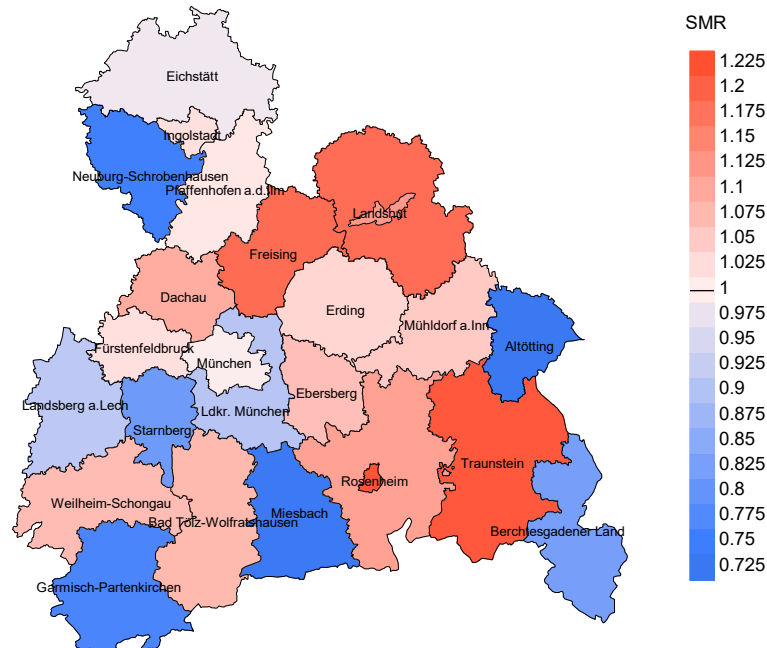 SMR
1.225
1.2
1.175
1.15
1.125
1.1
1.075
1.05
1.025
1
0.975
0.95
0.925
0.9
0.875
0.85
0.825
0.8
0.775
0.75
0.725
Eichstätt
Ingolstadt
Neuburg-Schrobenhausen
Pfaffenhofen a.d.Ilm
Landshut
Freising
Dachau
Erding
Mühldorf a.Inn
Altötting
Fürstenfeldbruck
München
Ebersberg
Landsberg a.Lech
Ldkr. München
Starnberg
Traunstein
Rosenheim
Weilheim-Schongau
Miesbach
Bad Tölz-Wolfratshausen
Berchtesgadener Land
Garmisch-Partenkirchen